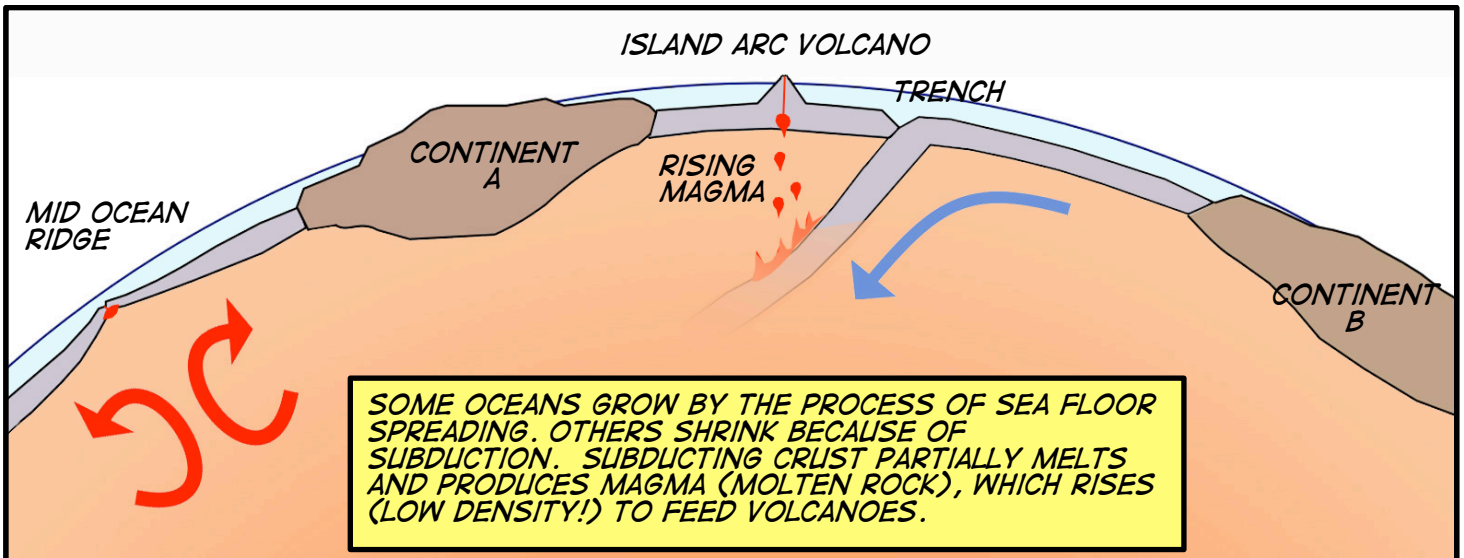 ISLAND ARC VOLCANO
TRENCH
CONTINENT
A
RISING
MAGMA
MID OCEAN
RIDGE
CONTINENT
B
SOME OCEANS GROW BY THE PROCESS OF SEA FLOOR
SPREADING. OTHERS SHRINK BECAUSE OF
SUBDUCTION. SUBDUCTING CRUST PARTIALLY MELTS
AND PRODUCES MAGMA (MOLTEN ROCK), WHICH RISES
(LOW DENSITY!) TO FEED VOLCANOES.